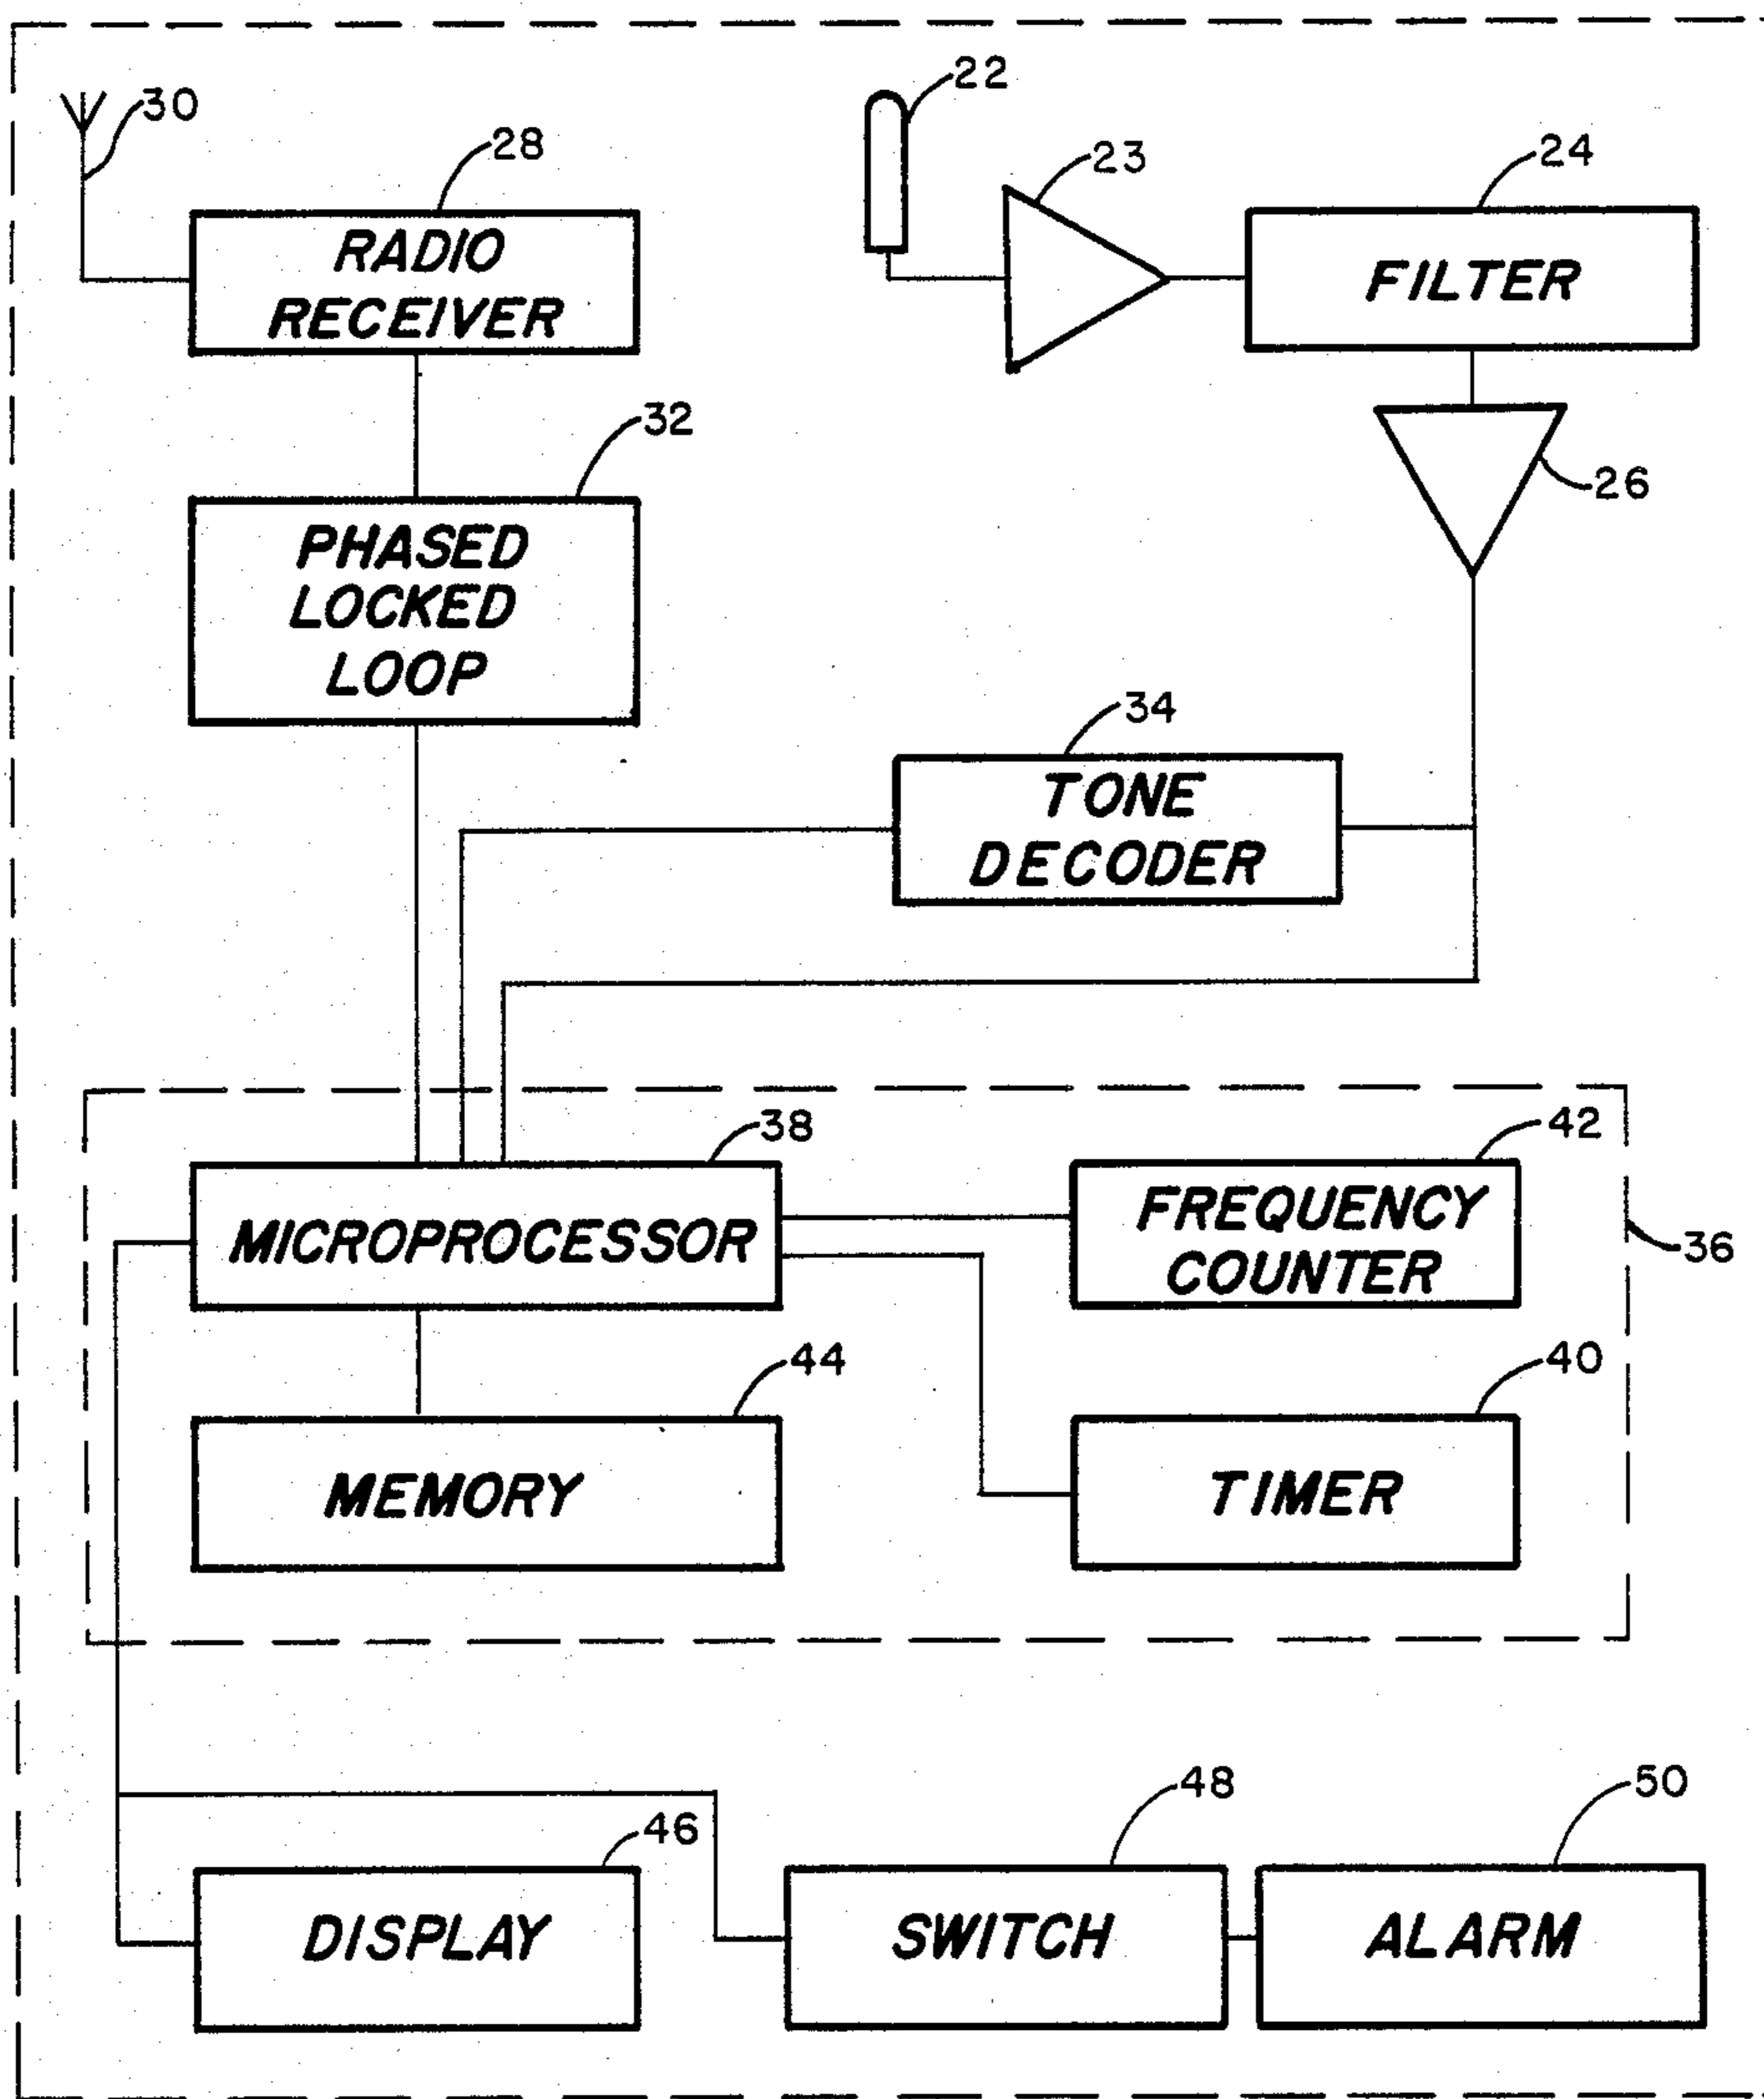 30
28
RADIO
RECEIVER
22
23
24
FILTER
32
PHASED
LOCKED
LOOP
26
34
TONE
DECODER
38
MICROPROCESSOR
42
FREQUENCY
COUNTER
36
44
MEMORY
40
TIMER
46
DISPLAY
48
SWITCH
50
ALARM